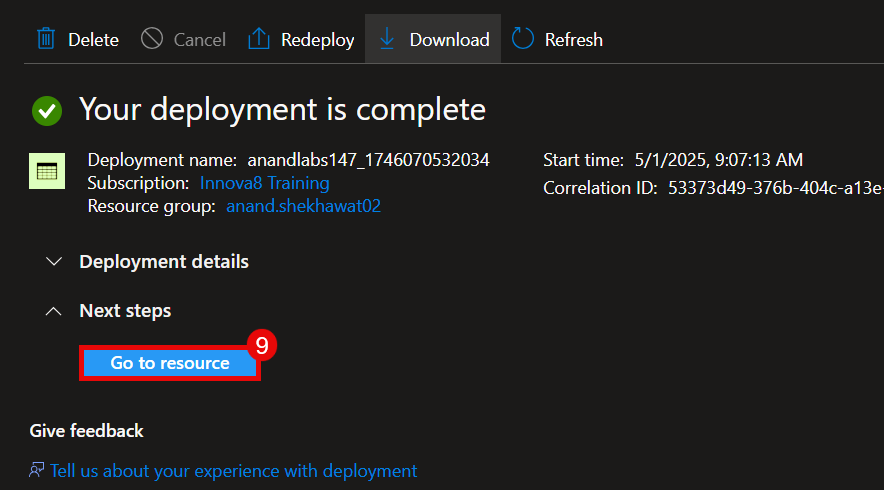 Delete Cancel Redeploy Download Refresh
Your deployment is complete
Deployment name: anandlabs147_1746070532034
Subscription: Innova8 Training
Resource group: anand.shekhawat02
Start time: 5/1/2025, 9:07:13 AM
Correlation ID: 53373d49-376b-404c-a13e-
Deployment details
Next steps
9
Go to resource
Give feedback
Tell us about your experience with deployment